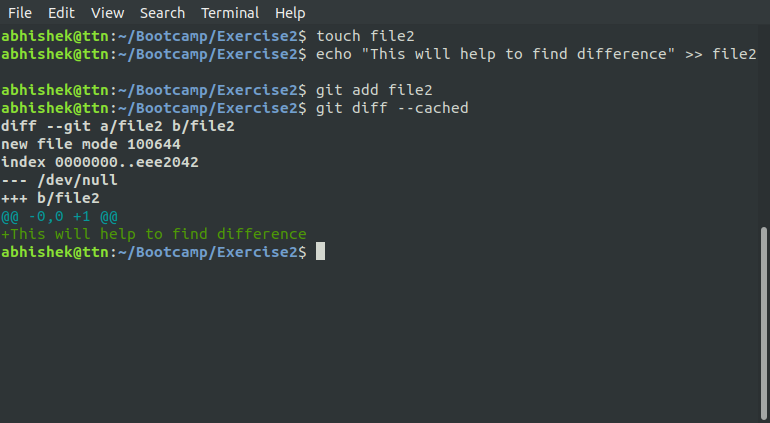 File Edit View Search Terminal Help
abhishek@ttn:~/Bootcamp/Exercise2$ touch file2
abhishek@ttn:~/Bootcamp/Exercise2$ echo "This will help to find difference" >> file2
abhishek@ttn:~/Bootcamp/Exercise2$ git add file2
abhishek@ttn:~/Bootcamp/Exercise2$ git diff --cached
diff --git a/file2 b/file2
new file mode 100644
index 0000000..eee2042
--- /dev/null
+++ b/file2
@@ -0,0 +1 @@
+This will help to find difference
abhishek@ttn:~/Bootcamp/Exercise2$